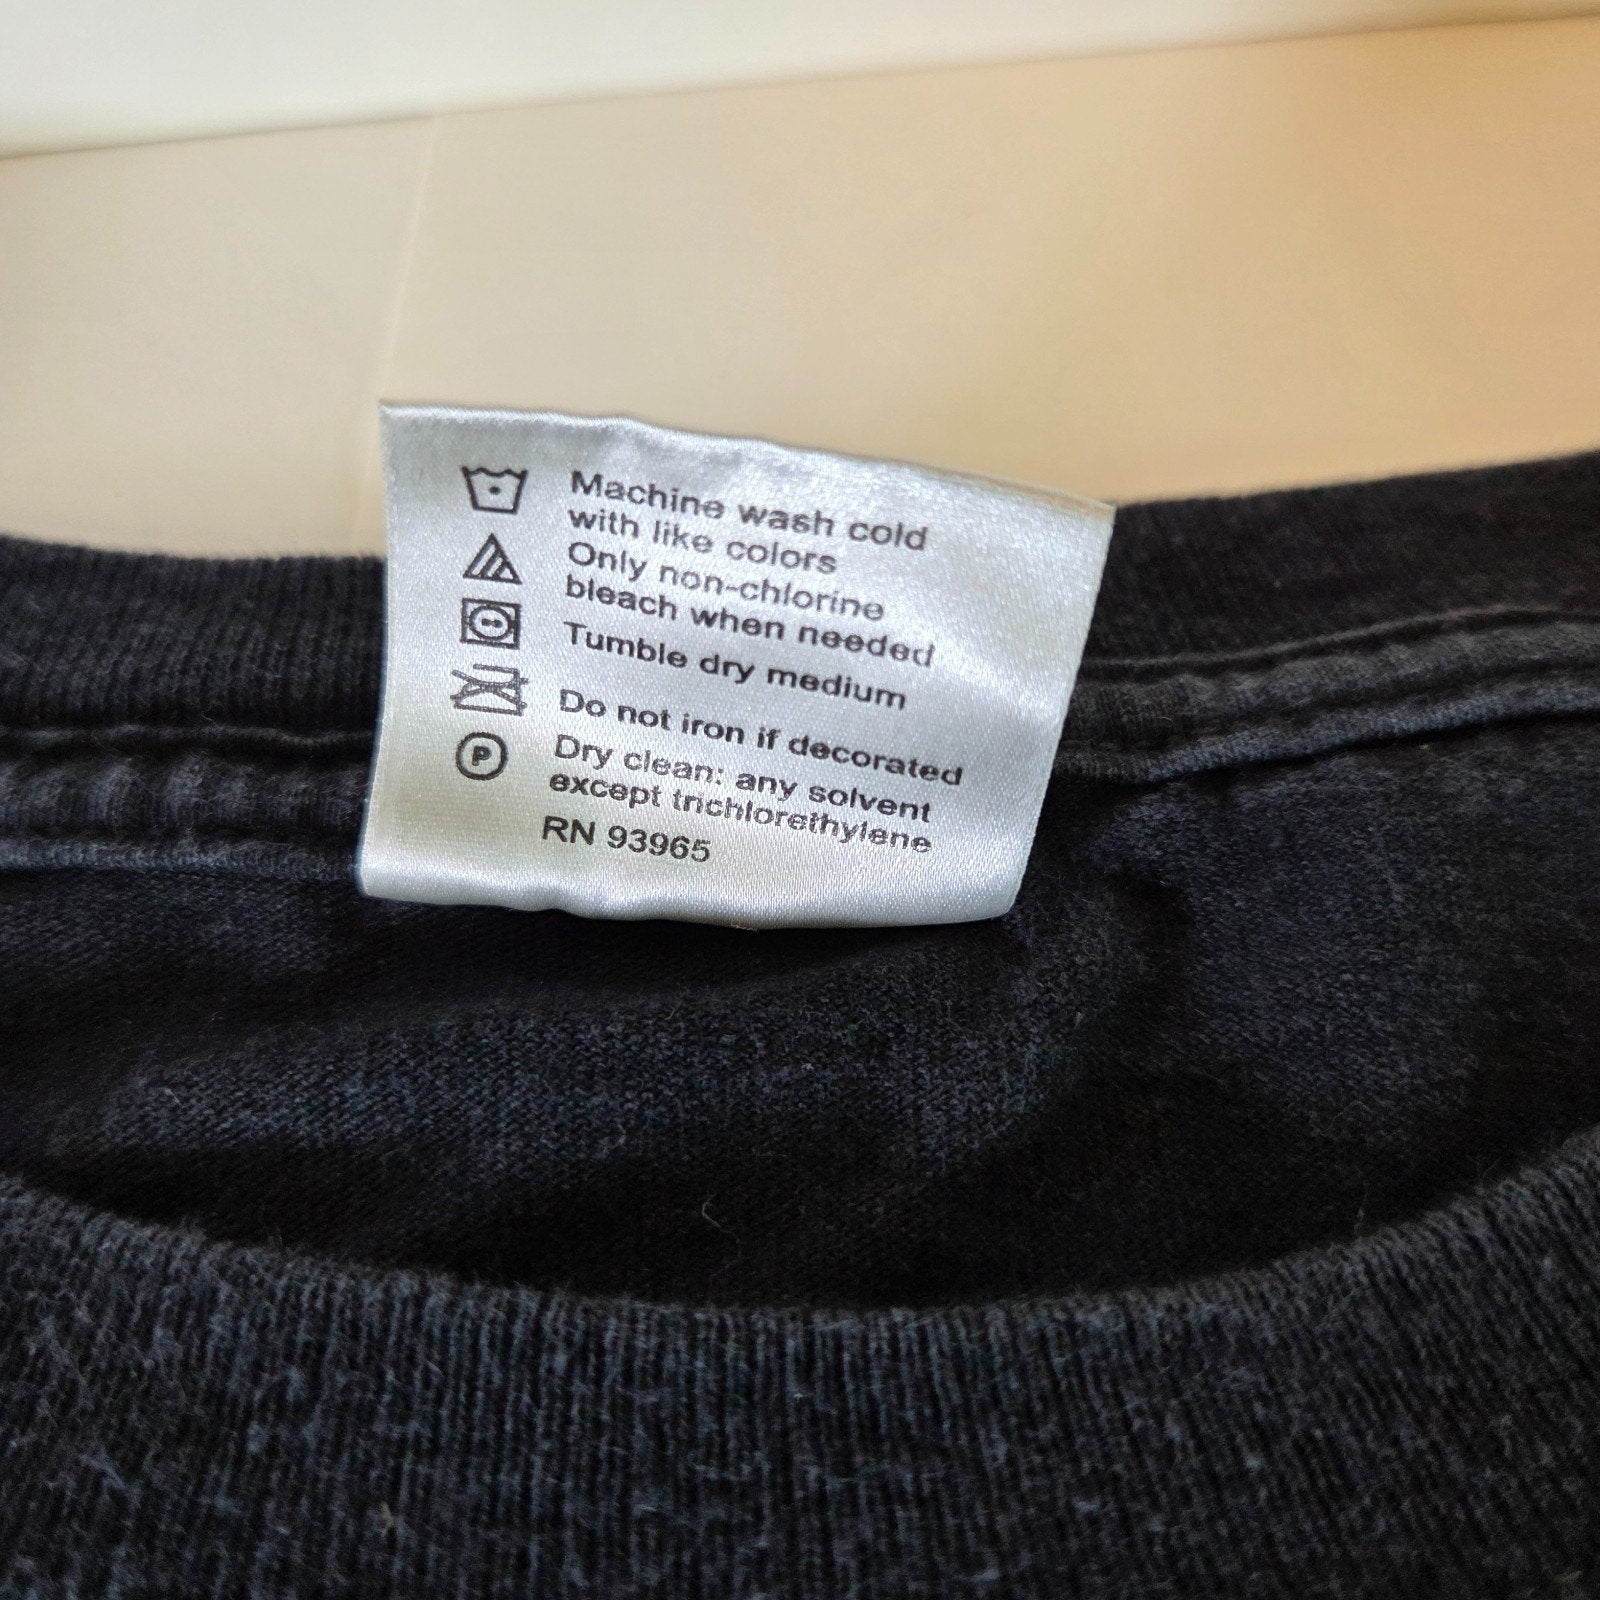 Machine wash cold
with like colors
Only non-chlorine
bleach when needed
Tumble dry medium
Do not iron if decorated
P
Dry clean: any solvent
except trichlorethylene
RN 93965